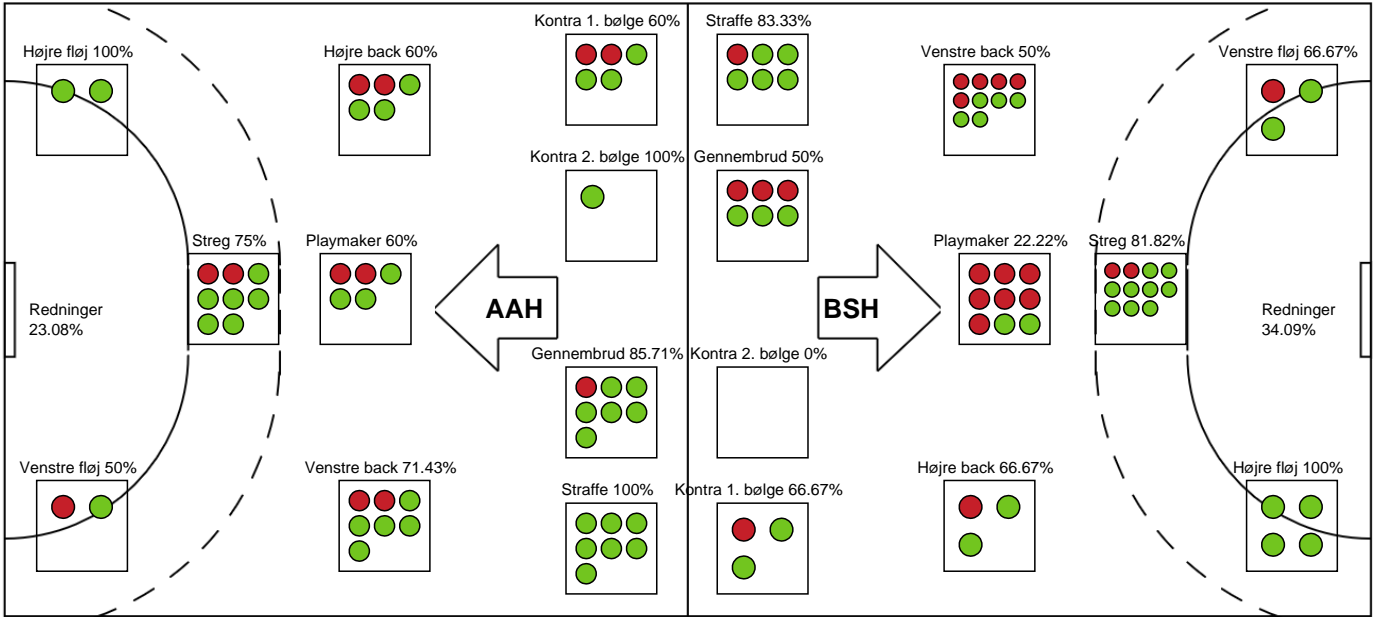 Kontra 1. bølge 60%
Straffe 83.33%
Højre fløj 100%
Højre back 60%
Venstre back 50%
Venstre fløj 66.67%
Kontra 2. bølge 100%
Gennembrud 50%
Streg 75%
Playmaker 60%
Playmaker 22.22%
Streg 81.82%
Redninger
23.08%
AAH
BSH
Redninger
34.09%
Gennembrud 85.71%
Kontra 2. bølge 0%
Venstre fløj 50%
Venstre back 71.43%
Højre back 66.67%
Højre fløj 100%
Straffe 100%
Kontra 1. bølge 66.67%